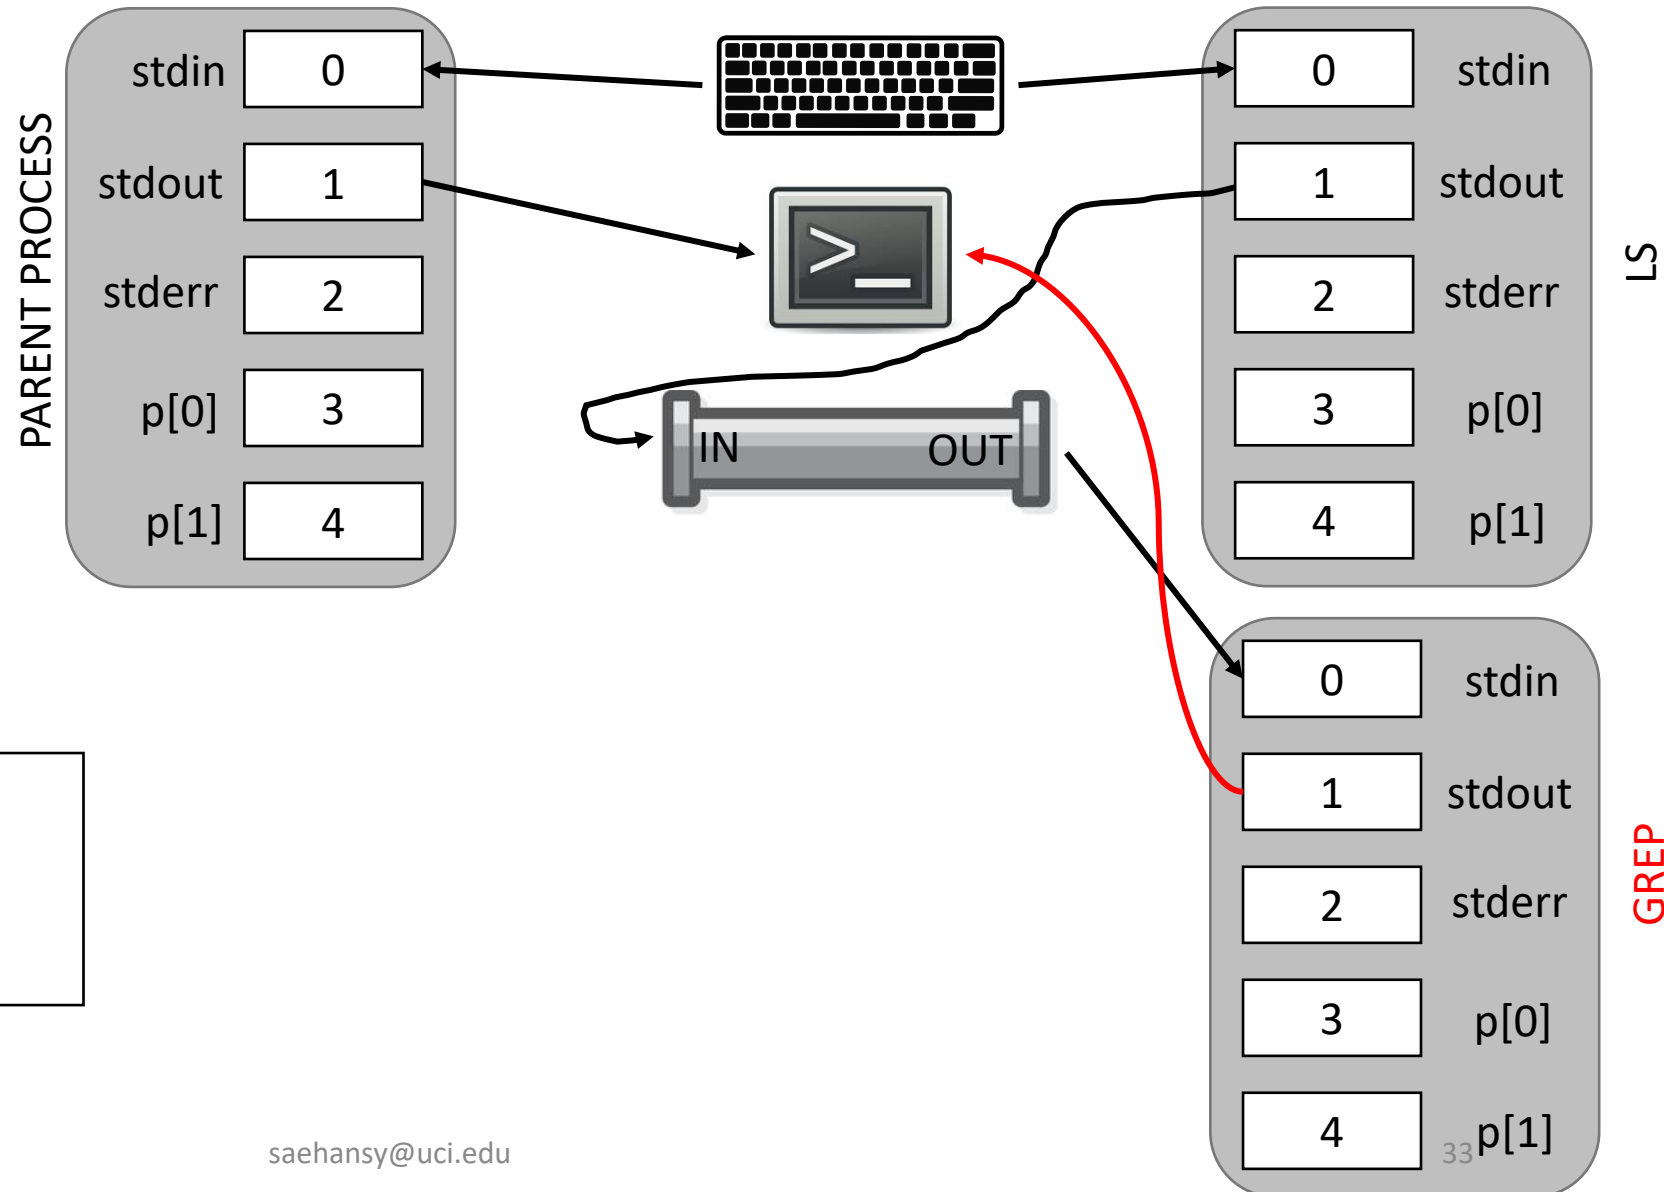 PARENT PROCESS
stdin 0
stdout 1
stderr 2
p[0] 3
p[1] 4
>_
IN OUT
0 stdin
1 stdout
2 stderr
3 p[0]
4 p[1]
LS
0 stdin
1 stdout
2 stderr
3 p[0]
4 p[1]
GREP
saehansy@uci.edu
33